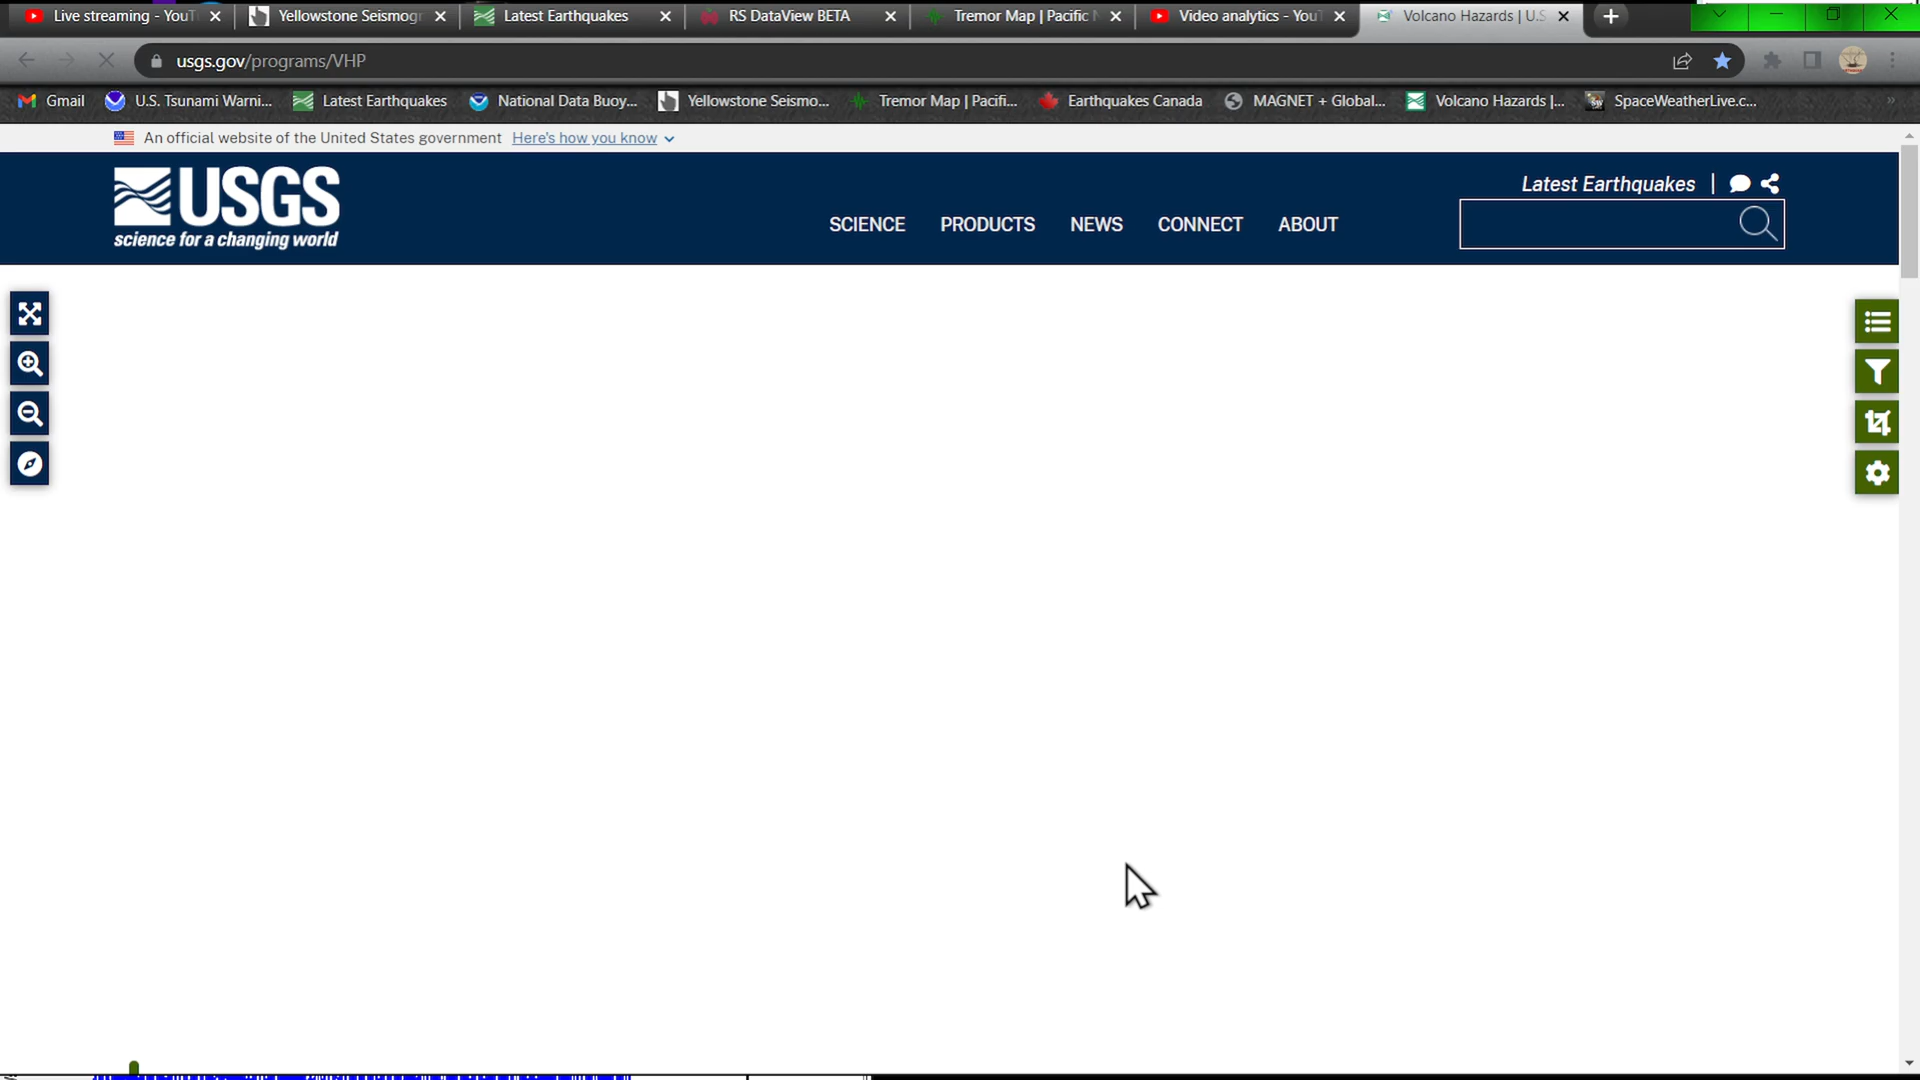 Live streaming - YouT
Yellowstone Seismogr
Latest Earthquakes
RS DataView BETA
Tremor Map | Pacific N
Video analytics - YouT
Volcano Hazards | U.S
usgs.gov/programs/VHP
Gmail
U.S. Tsunami Warni...
Latest Earthquakes
National Data Buoy...
Yellowstone Seismo...
Tremor Map | Pacifi...
Earthquakes Canada
MAGNET + Global...
Volcano Hazards |...
SpaceWeatherLive.c...
An official website of the United States government Here's how you know
USGS
science for a changing world
Latest Earthquakes |
SCIENCE PRODUCTS NEWS CONNECT ABOUT